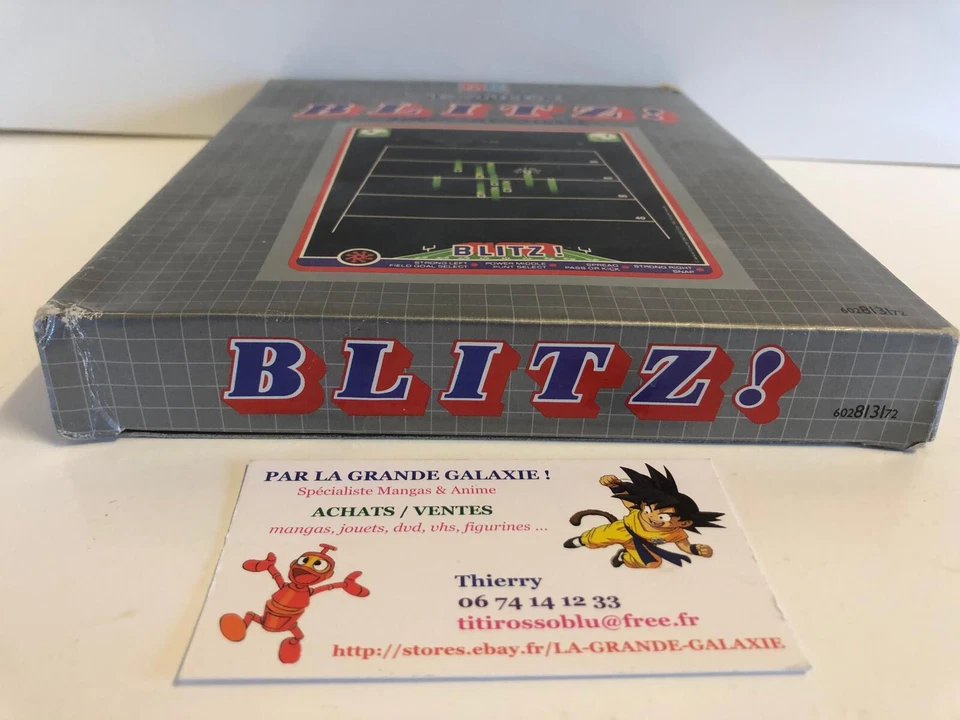 BLITZ!
BLITZ!
STRONG LEFT POWER MIDDLE SPREAD STRONG RIGHT
FIELD GOAL SELECT PUNT SELECT PASS OR KICK SNAP
602813172
BLITZ!
602813172
PAR LA GRANDE GALAXIE !
Spécialiste Mangas & Anime
ACHATS / VENTES
mangas, jouets, dvd, vhs, figurines ...
Thierry
06 74 14 12 33
titirossoblu@free.fr
http://stores.ebay.fr/LA-GRANDE-GALAXIE